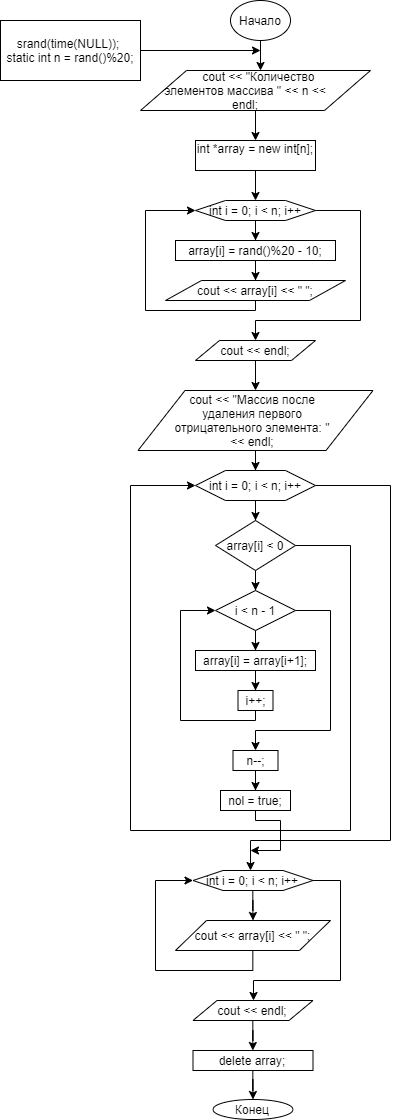 Начало
srand(time(NULL));
static int n = rand()%20;
cout << "Количество
элементов массива " << n <<
endl;
int *array = new int[n];
int i = 0; i < n; i++
array[i] = rand()%20 - 10;
cout << array[i] << " ";
cout << endl;
cout << "Массив после
удаления первого
отрицательного элемента: "
<< endl;
int i = 0; i < n; i++
array[i] < 0
i < n - 1
array[i] = array[i+1];
i++;
n--;
nol = true;
int i = 0; i < n; i++
cout << array[i] << " ";
cout << endl;
delete array;
Конец